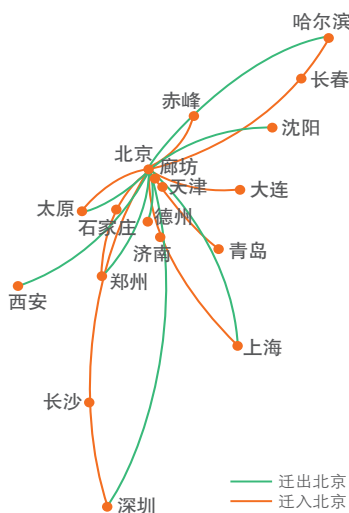 哈尔滨
长春
赤峰
沈阳
北京
廊坊
天津
大连
太原
石家庄
德州
济南
青岛
郑州
西安
上海
长沙
深圳
迁出北京
迁入北京